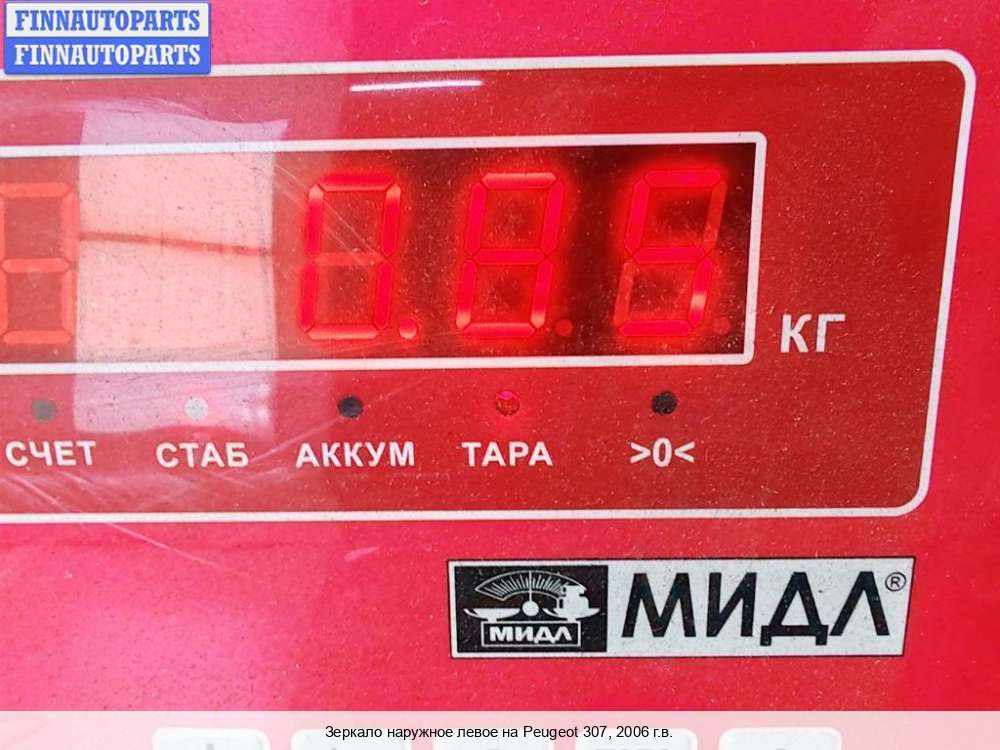 FINNAUTOPARTS
FINNAUTOPARTS
0.85
КГ
СЧЕТ СТАБ АККУМ ТАРА >0<
МИДЛ МИДЛ®
Зеркало наружное левое на Peugeot 307, 2006 г.в.